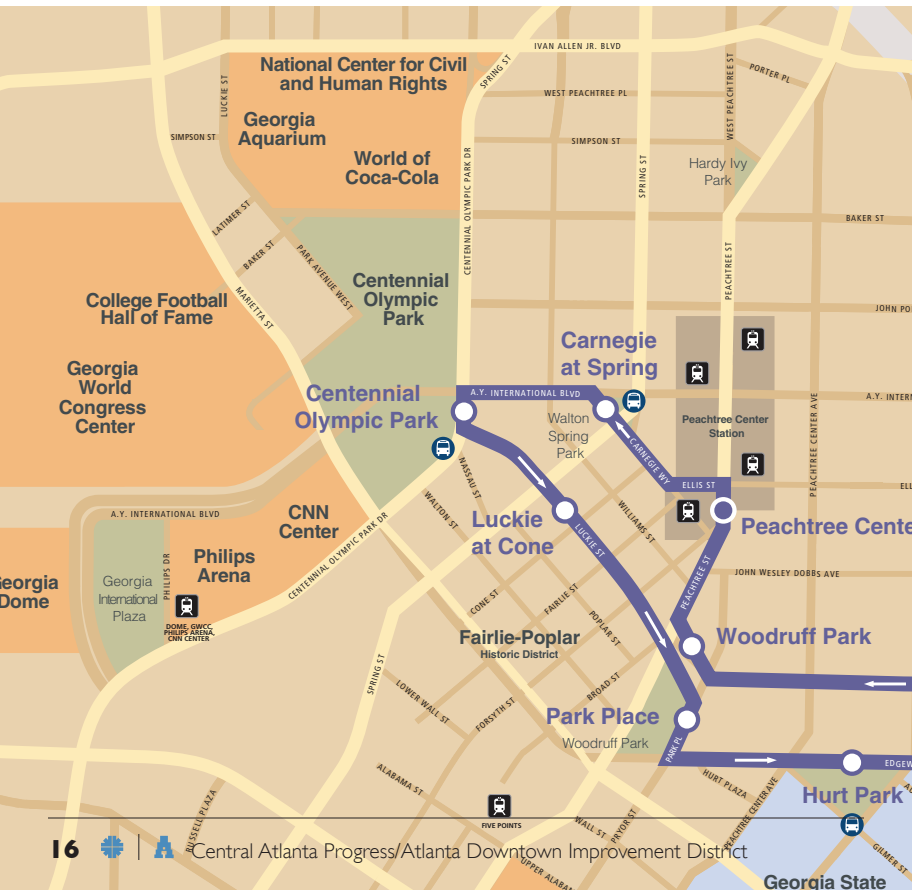 IVAN ALLEN JR. BLVD
National Center for Civil
and Human Rights
SPRING ST
LUCKIE ST
WEST PEACHTREE ST
PORTER PL
WEST PEACHTREE PL
Georgia
Aquarium
SIMPSON ST
SIMPSON ST
World of
Coca-Cola
CENTENNIAL OLYMPIC PARK DR
SPRING ST
Hardy Ivy
Park
LATIMER ST
BAKER ST
BAKER ST
PARK AVENUE WEST
PEACHTREE ST
MARIETTA ST
Centennial
Olympic
Park
College Football
Hall of Fame
JOHN PO
Carnegie
at Spring
Georgia
World
Congress
Center
Centennial
Olympic Park
A.Y. INTERNATIONAL BLVD
A.Y. INTERN
Walton
Spring
Park
Peachtree Center
Station
PEACHTREE CENTER AVE
CARNEGIE WY
NASSAU ST
WALTON ST
ELLIS ST
ELL
WILLIAMS ST
A.Y. INTERNATIONAL BLVD
CNN
Center
Luckie
at Cone
LUCKIE ST
Peachtree Cente
CENTENNIAL OLYMPIC PARK DR
Philips
Arena
PHILIPS DR
Georgia
International
Plaza
Georgia
Dome
PEACHTREE ST
JOHN WESLEY DOBBS AVE
DOME, GWCC,
PHILIPS ARENA,
CNN CENTER
CONE ST
FAIRLIE ST
POPLAR ST
Fairlie-Poplar
Historic District
Woodruff Park
SPRING ST
LOWER WALL ST
FORSYTH ST
BROAD ST
Park Place
Woodruff Park
PARK PL
EDGEW
HURT PLAZA
PEACHTREE CENTER AVE
Hurt Park
ALABAMA ST
RUSSELL PLAZA
FIVE POINTS
WALL ST
PRYOR ST
GILMER ST
16
Central Atlanta Progress/Atlanta Downtown Improvement District
UPPER ALABAM
Georgia State